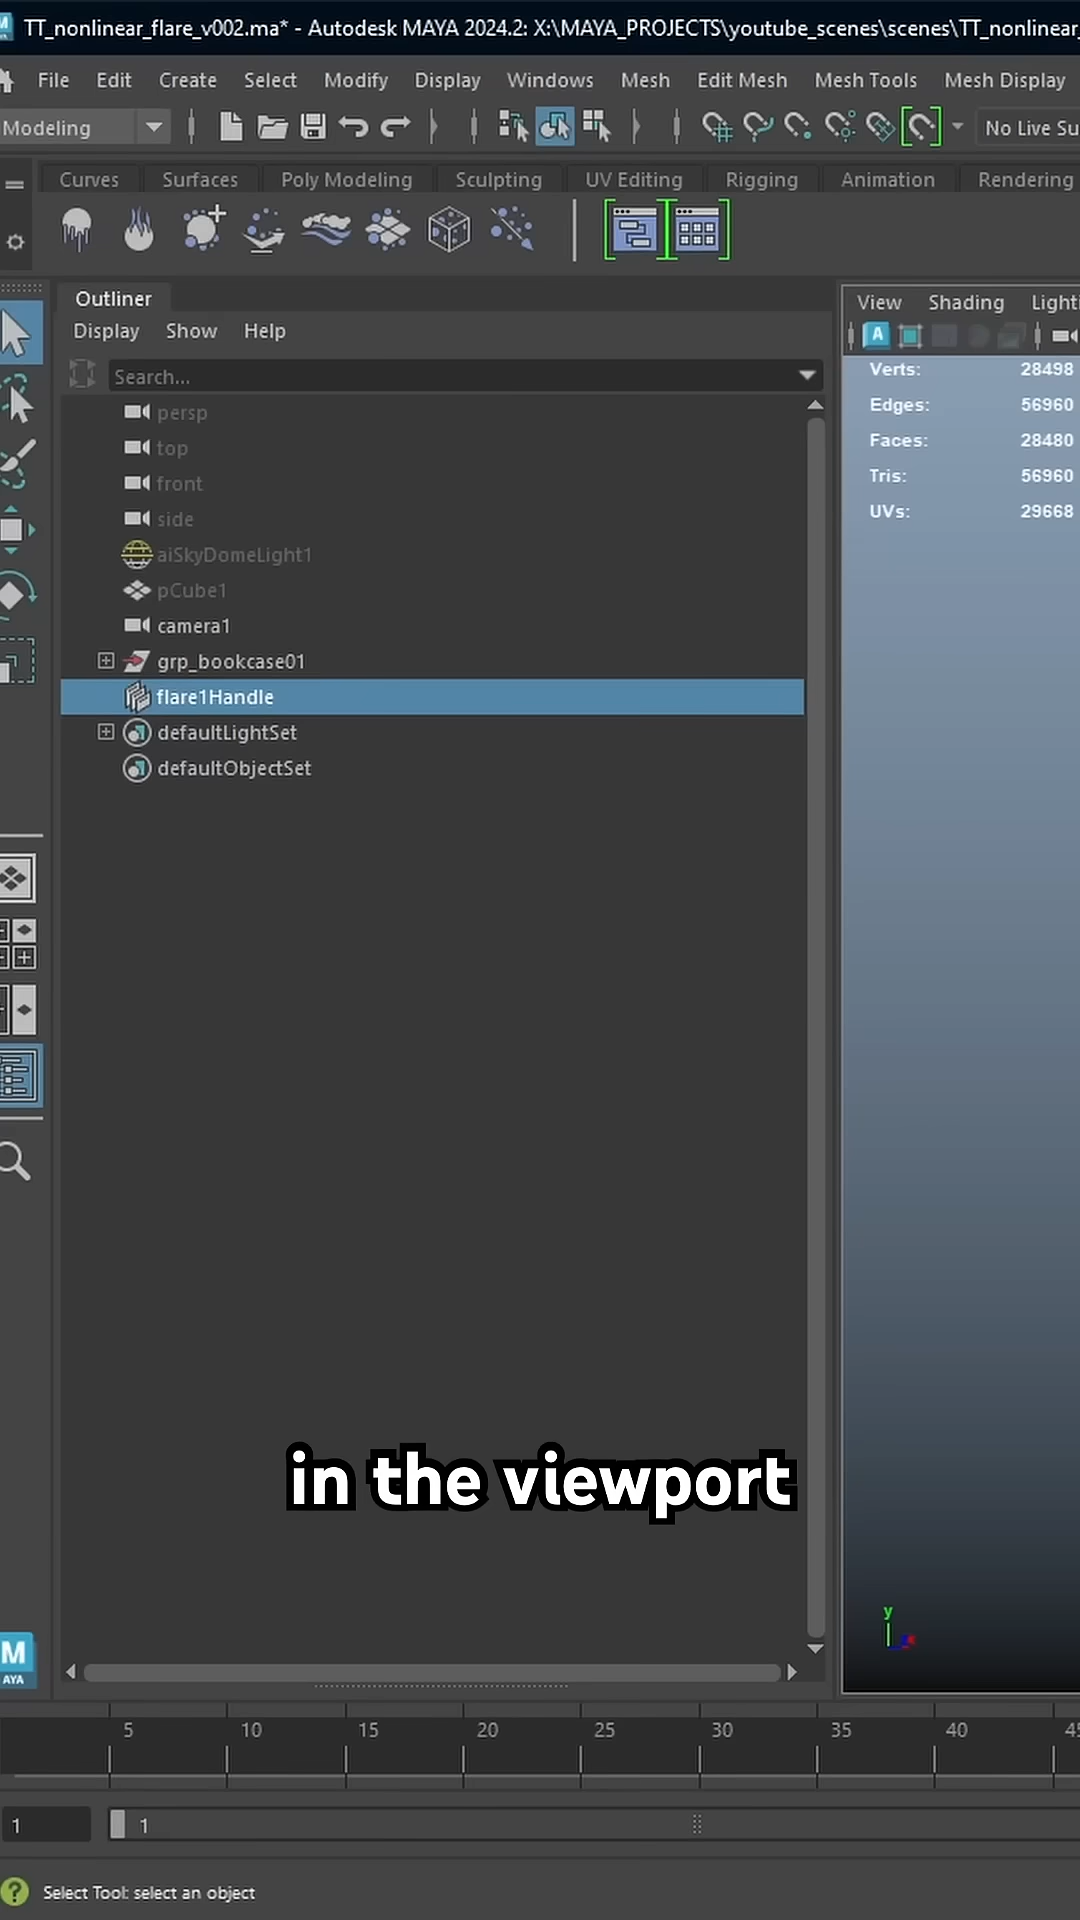 TT_nonlinear_flare_v002.ma* - Autodesk MAYA 2024.2: X:\MAYA_PROJECTS\youtube_scenes\scenes\TT_nonlinear_
File Edit Create Select Modify Display Windows Mesh Edit Mesh Mesh Tools Mesh Display
Modeling
No Live Su
Curves Surfaces Poly Modeling Sculpting UV Editing Rigging Animation Rendering
Outliner
Display Show Help
Search...
persp
top
front
side
aiSkyDomeLight1
pCube1
camera1
grp_bookcase01
flare1Handle
defaultLightSet
defaultObjectSet
View Shading Lighti
A
Verts: 28498
Edges: 56960
Faces: 28480
Tris: 56960
UVs: 29668
in the viewport
y
M
AYA
5 10 15 20 25 30 35 40 45
1
1
Select Tool: select an object